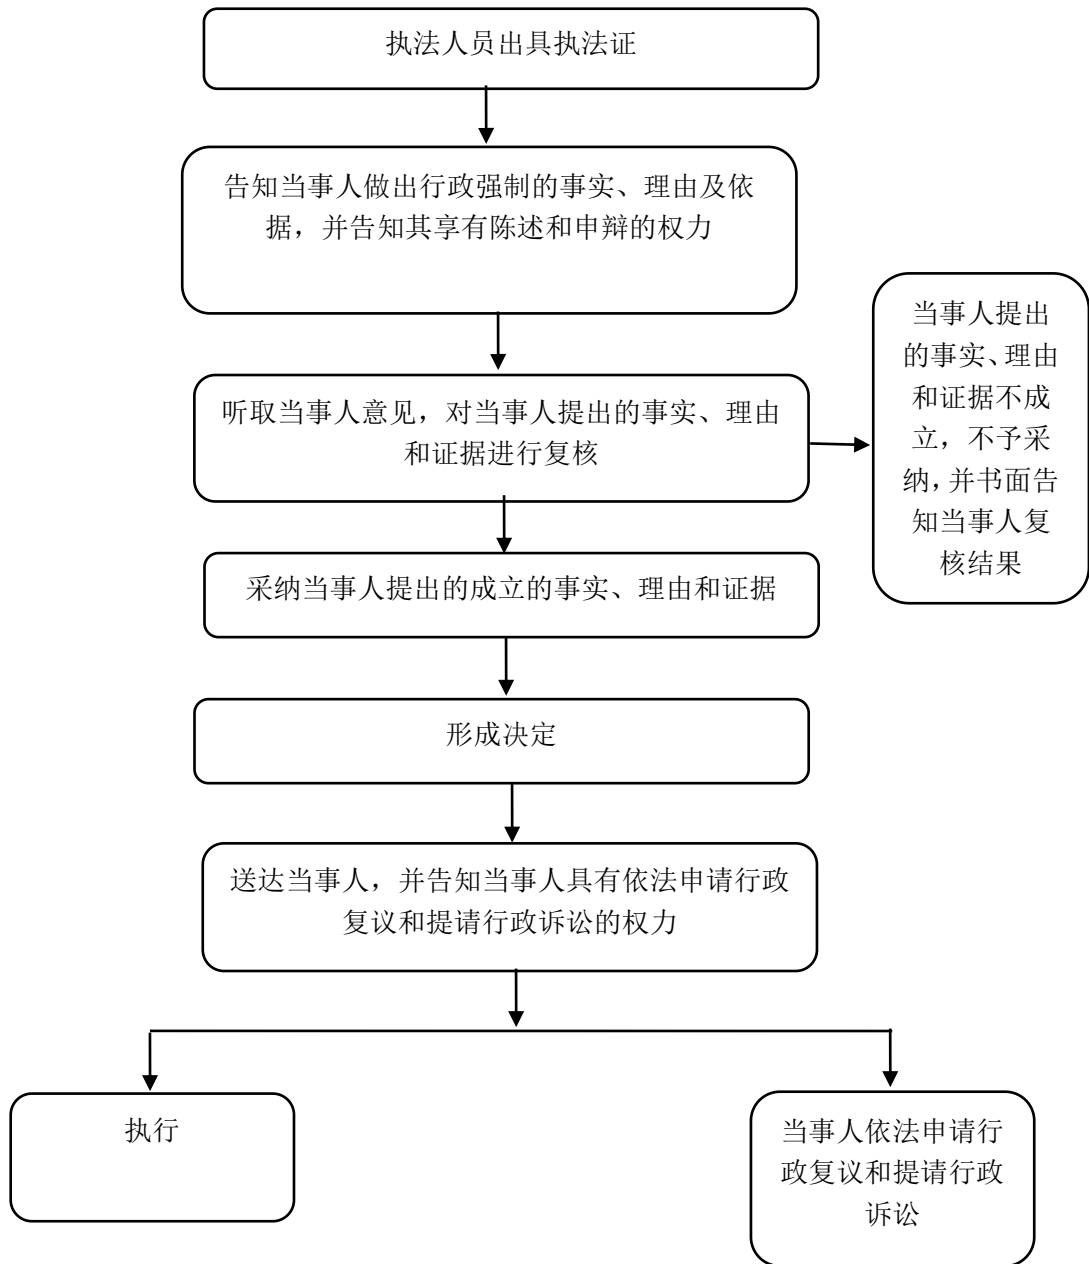 执法人员出具执法证
告知当事人做出行政强制的事实、理由及依
据，并告知其享有陈述和申辩的权力
听取当事人意见，对当事人提出的事实、理由
和证据进行复核
当事人提出
的事实、理由
和证据不成
立，不予采
纳，并书面告
知当事人复
核结果
采纳当事人提出的成立的事实、理由和证据
形成决定
送达当事人，并告知当事人具有依法申请行政
复议和提请行政诉讼的权力
执行
当事人依法申请行
政复议和提请行政
诉讼